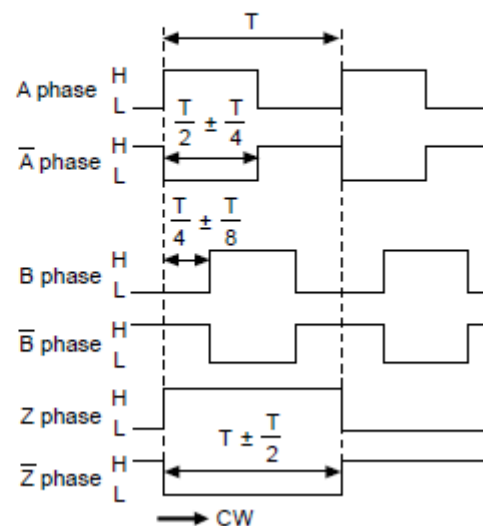 T
A phase H
L
T/2 ± T/4
A̅ phase H
L
T/4 ± T/8
B phase H
L
B̅ phase H
L
Z phase H
L
T ± T/2
Z̅ phase H
L
CW